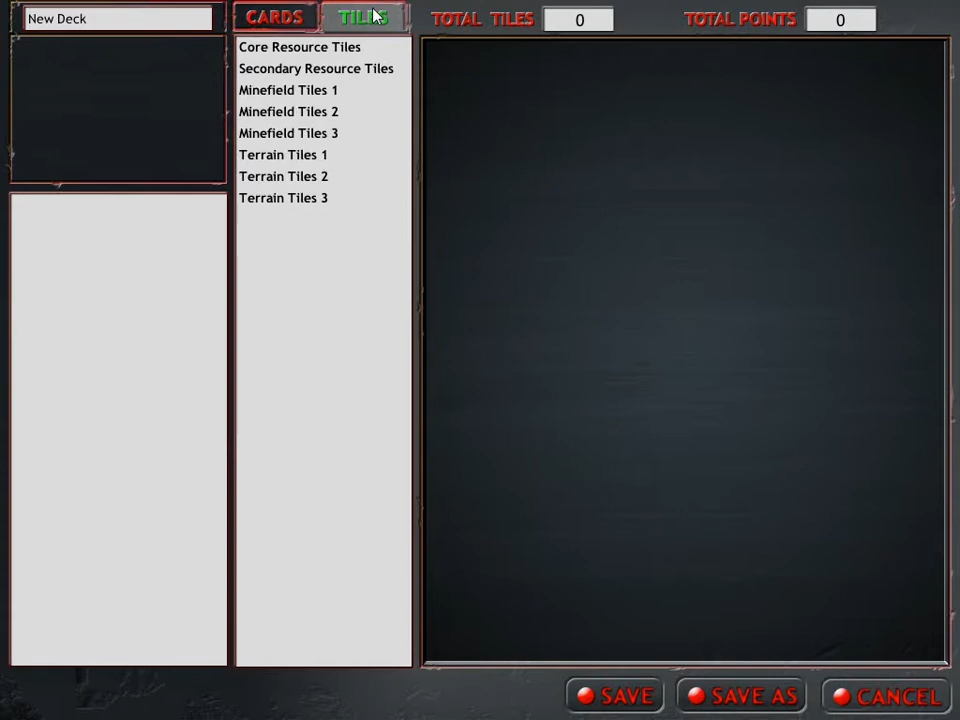 New Deck
CARDS
TILES
TOTAL TILES
0
TOTAL POINTS
0
Core Resource Tiles
Secondary Resource Tiles
Minefield Tiles 1
Minefield Tiles 2
Minefield Tiles 3
Terrain Tiles 1
Terrain Tiles 2
Terrain Tiles 3
SAVE
SAVE AS
CANCEL